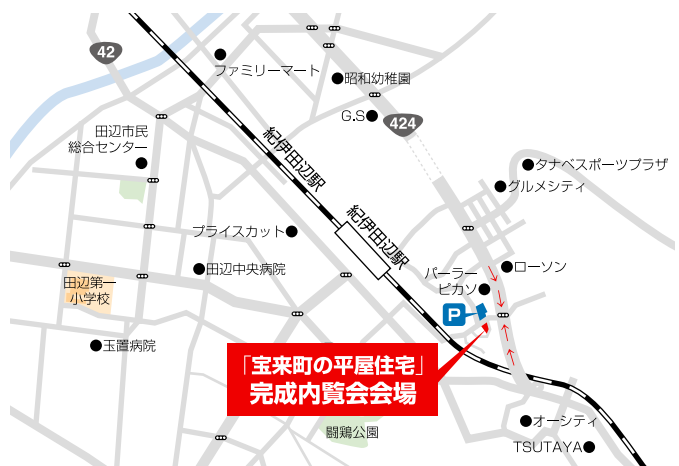 42
ファミリーマート
昭和幼稚園
G.S
424
田辺市民
総合センター
紀伊田辺駅
タナベスポーツプラザ
グルメシティ
プライスカット
紀伊田辺駅
田辺中央病院
パーラー
ピカソ
ローソン
田辺第一
小学校
P
玉置病院
「宝来町の平屋住宅」
完成内覧会会場
オーシティ
闘鶏公園
TSUTAYA